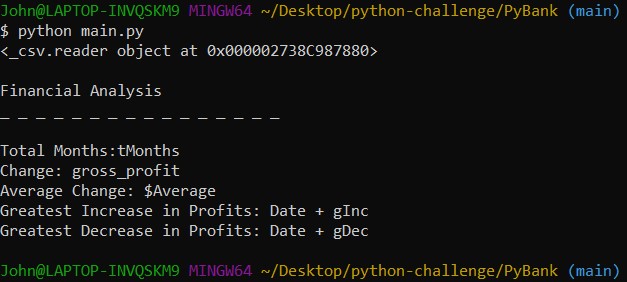 John@LAPTOP-INVQSKM9 MINGW64 ~/Desktop/python-challenge/PyBank (main)
$ python main.py
<_csv.reader object at 0x000002738C987880>
Financial Analysis
_ _ _ _ _ _ _ _ _ _ _ _ _ _ _ _
Total Months:tMonths
Change: gross_profit
Average Change: $Average
Greatest Increase in Profits: Date + gInc
Greatest Decrease in Profits: Date + gDec
John@LAPTOP-INVQSKM9 MINGW64 ~/Desktop/python-challenge/PyBank (main)